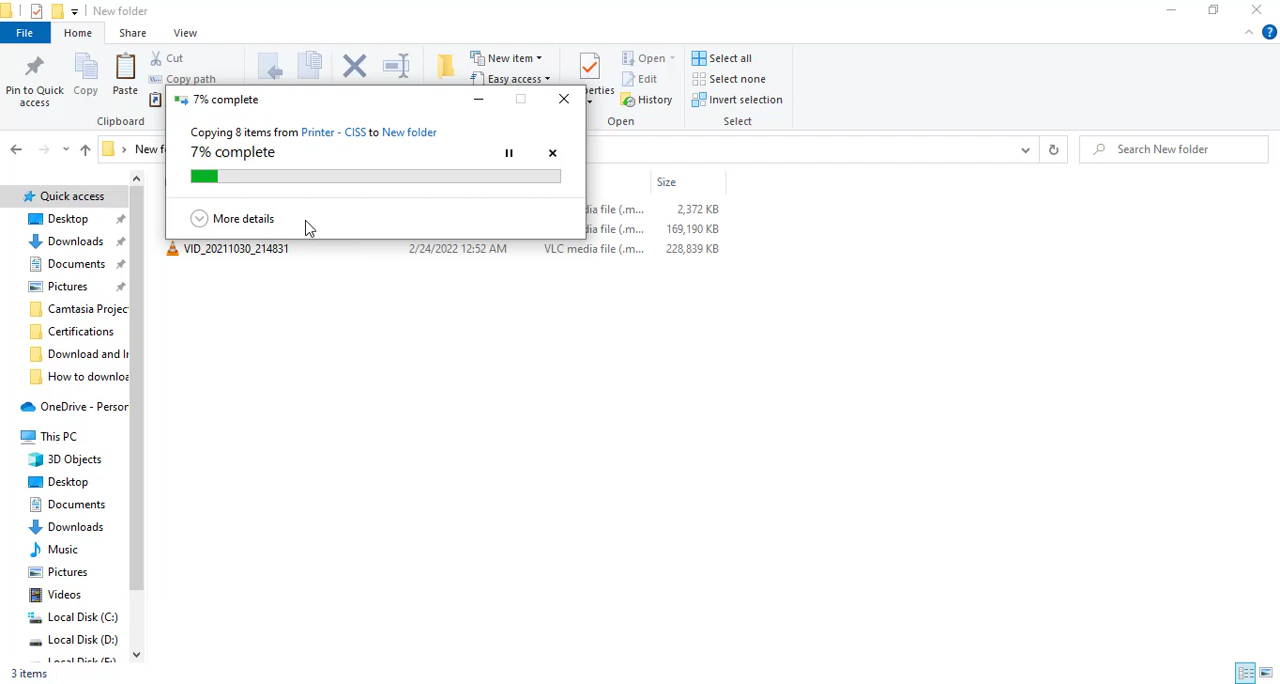 New folder
File Home Share View
Pin to Quick access
Copy
Paste
Cut
Copy path
New item
Easy access
Open
Edit
History
Select all
Select none
Invert selection
Clipboard
Open
Select
7% complete
Copying 8 items from Printer - CISS to New folder
7% complete
More details
Search New folder
Size
2,372 KB
169,190 KB
VID_20211030_214831 2/24/2022 12:52 AM VLC media file (.m... 228,839 KB
Quick access
Desktop
Downloads
Documents
Pictures
Camtasia Projec
Certifications
Download and I
How to downloa
OneDrive - Person
This PC
3D Objects
Desktop
Documents
Downloads
Music
Pictures
Videos
Local Disk (C:)
Local Disk (D:)
3 items